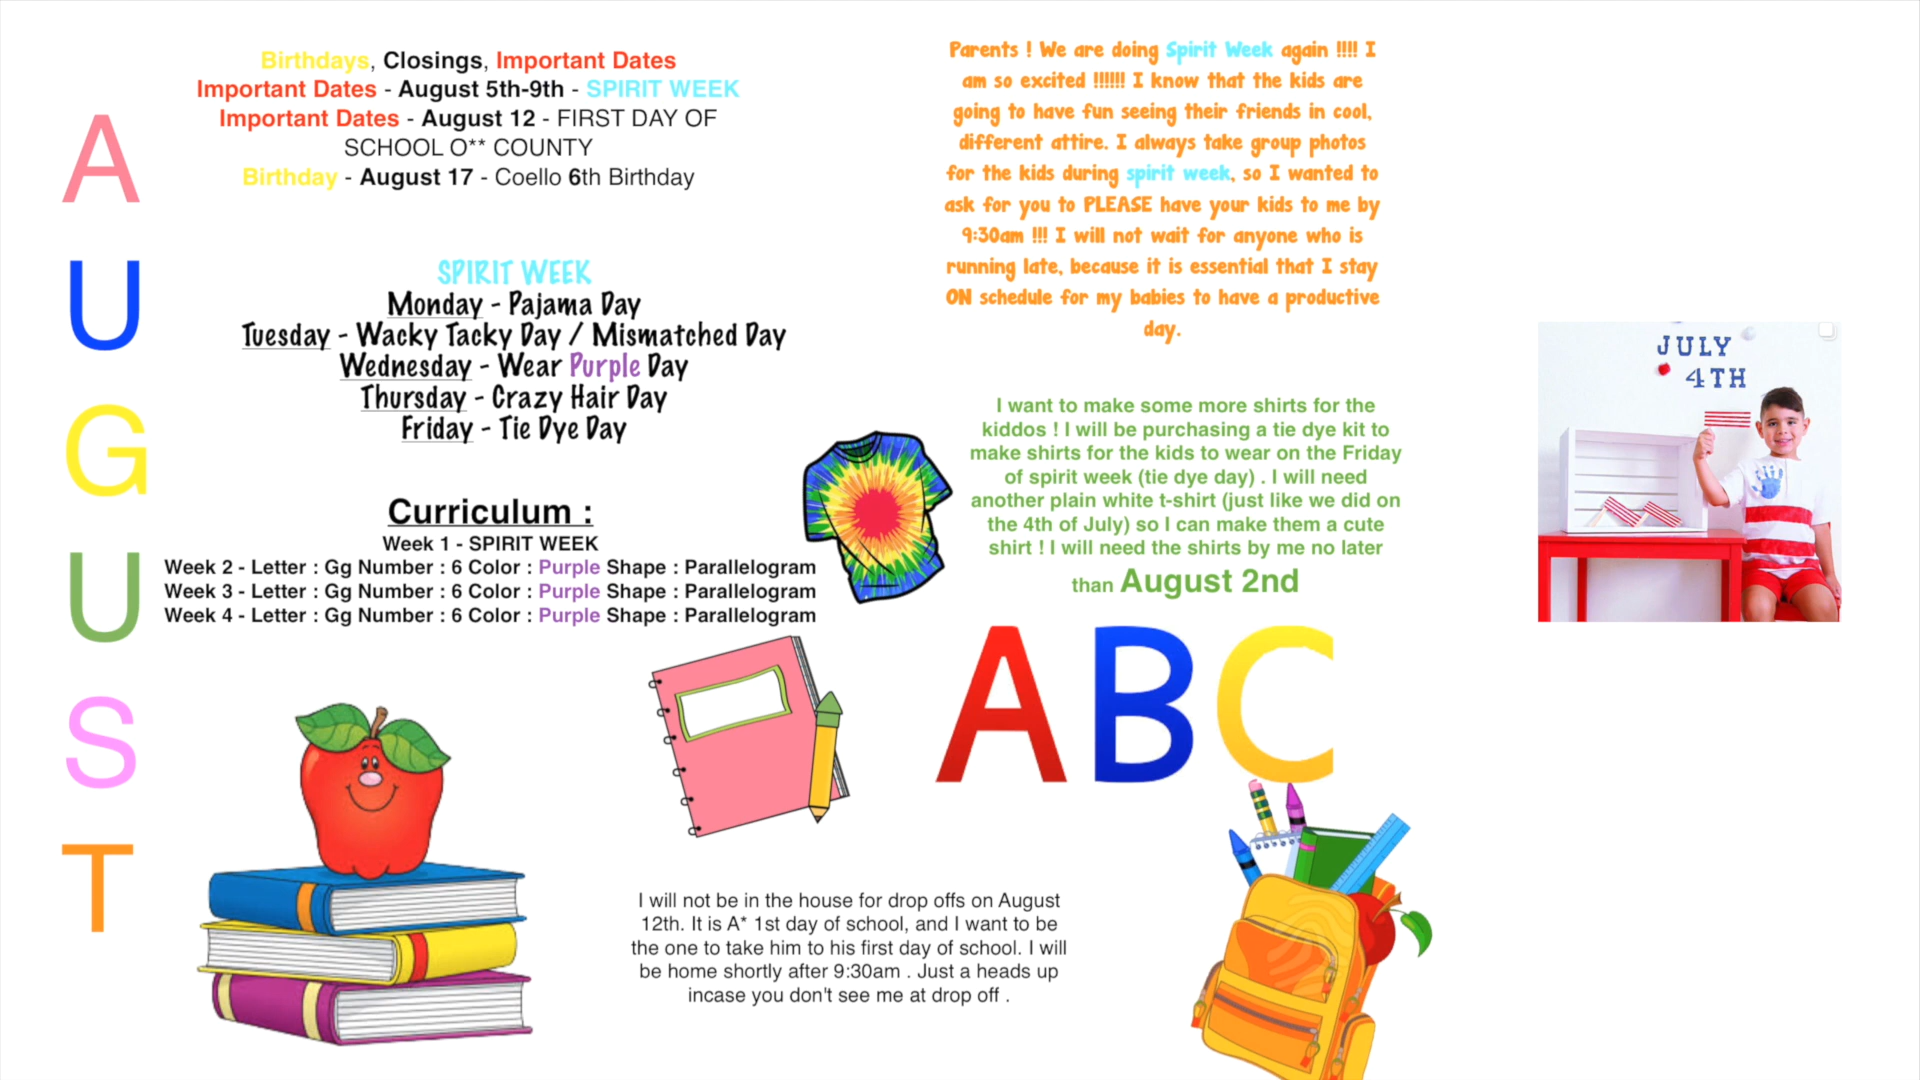 A
U
G
U
S
T
Birthdays, Closings, Important Dates
Important Dates - August 5th-9th - SPIRIT WEEK
Important Dates - August 12 - FIRST DAY OF
SCHOOL O** COUNTY
Birthday - August 17 - Coello 6th Birthday
SPIRIT WEEK
Monday - Pajama Day
Tuesday - Wacky Tacky Day / Mismatched Day
Wednesday - Wear Purple Day
Thursday - Crazy Hair Day
Friday - Tie Dye Day
Curriculum :
Week 1 - SPIRIT WEEK
Week 2 - Letter : Gg Number : 6 Color : Purple Shape : Parallelogram
Week 3 - Letter : Gg Number : 6 Color : Purple Shape : Parallelogram
Week 4 - Letter : Gg Number : 6 Color : Purple Shape : Parallelogram
Parents ! We are doing Spirit Week again !!!! I
am so excited !!!!!! I know that the kids are
going to have fun seeing their friends in cool,
different attire. I always take group photos
for the kids during spirit week, so I wanted to
ask for you to PLEASE have your kids to me by
9:30am !!! I will not wait for anyone who is
running late, because it is essential that I stay
ON schedule for my babies to have a productive
day.
I want to make some more shirts for the
kiddos ! I will be purchasing a tie dye kit to
make shirts for the kids to wear on the Friday
of spirit week (tie dye day) . I will need
another plain white t-shirt (just like we did on
the 4th of July) so I can make them a cute
shirt ! I will need the shirts by me no later
than August 2nd
JULY
4TH
ABC
I will not be in the house for drop offs on August
12th. It is A* 1st day of school, and I want to be
the one to take him to his first day of school. I will
be home shortly after 9:30am . Just a heads up
incase you don't see me at drop off .